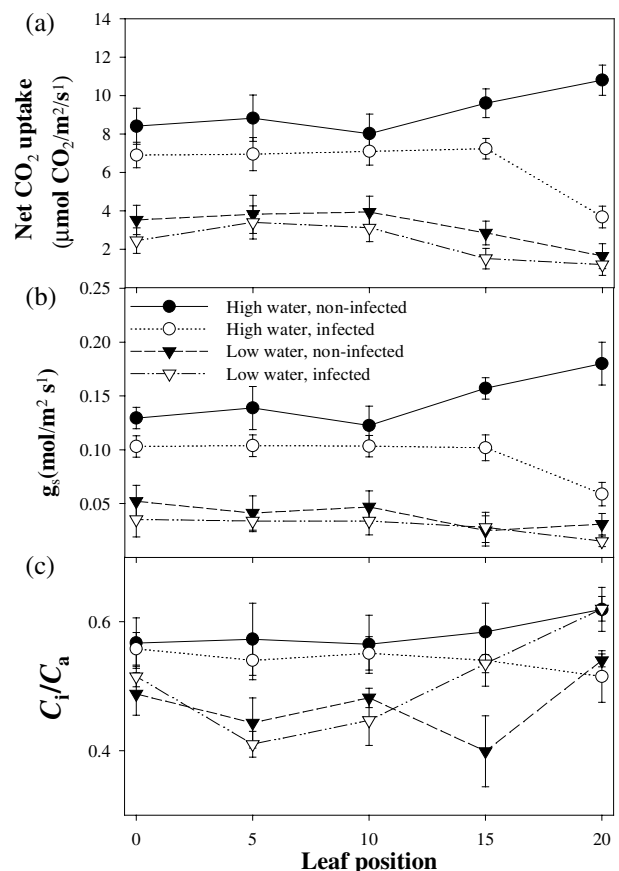 (a)
14
12
10
8
6
4
2
Net CO2 uptake
(μmol CO2/m2/s1)
(b)
0.25
0.20
0.15
0.10
0.05
gs(mol/m2 s1)
High water, non-infected
High water, infected
Low water, non-infected
Low water, infected
(c)
0.6
0.4
Ci/Ca
0 5 10 15 20
Leaf position